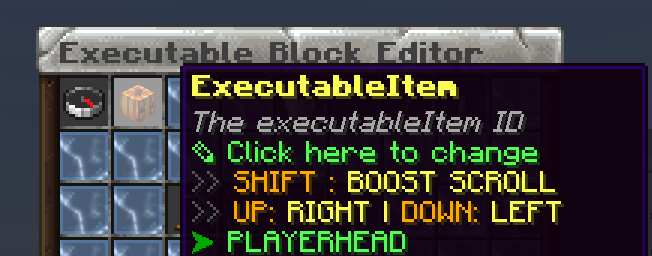 Executable Block Editor
ExecutableItem
The executableItem ID
✎ Click here to change
>> SHIFT : BOOST SCROLL
>> UP: RIGHT | DOWN: LEFT
➤ PLAYERHEAD